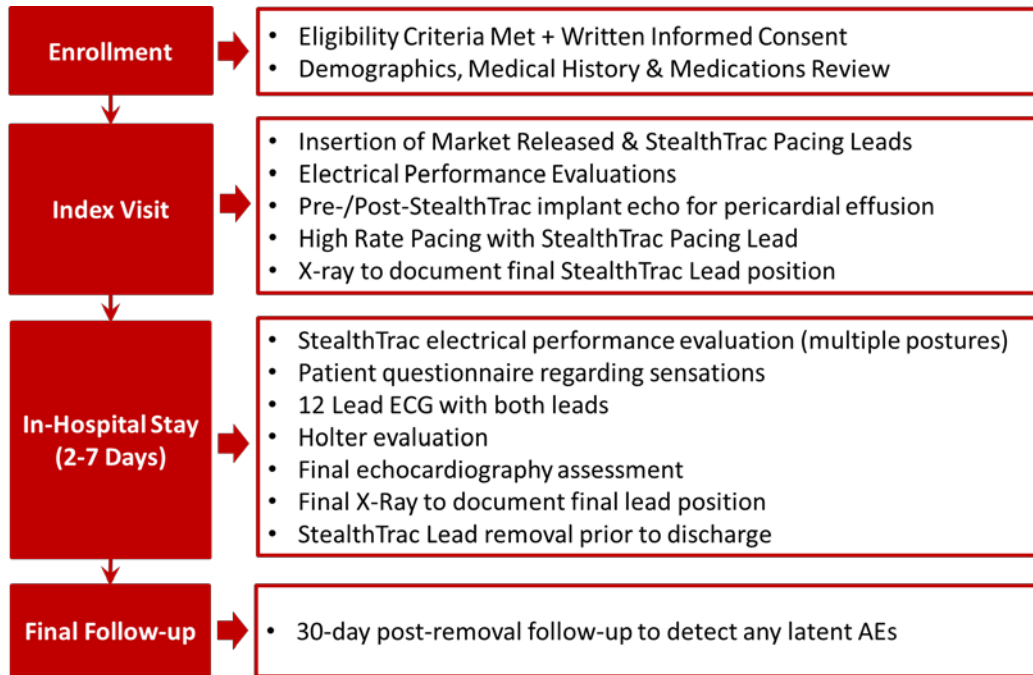 Enrollment
• Eligibility Criteria Met + Written Informed Consent
• Demographics, Medical History & Medications Review
Index Visit
• Insertion of Market Released & StealthTrac Pacing Leads
• Electrical Performance Evaluations
• Pre-/Post-StealthTrac implant echo for pericardial effusion
• High Rate Pacing with StealthTrac Pacing Lead
• X-ray to document final StealthTrac Lead position
In-Hospital Stay
(2-7 Days)
• StealthTrac electrical performance evaluation (multiple postures)
• Patient questionnaire regarding sensations
• 12 Lead ECG with both leads
• Holter evaluation
• Final echocardiography assessment
• Final X-Ray to document final lead position
• StealthTrac Lead removal prior to discharge
Final Follow-up
• 30-day post-removal follow-up to detect any latent AEs